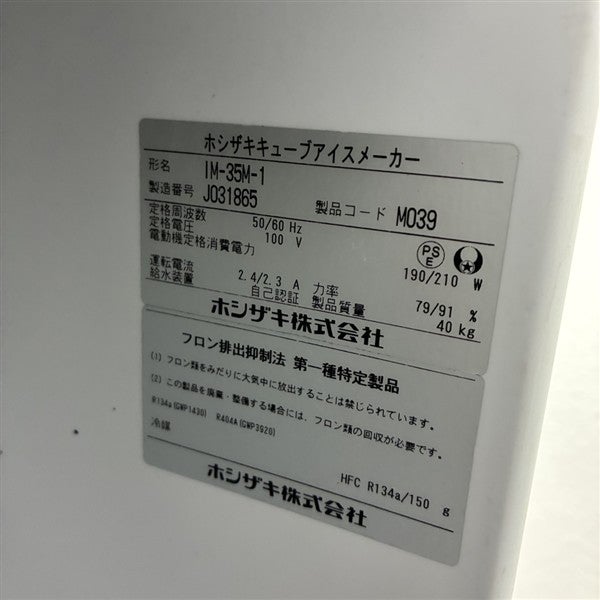 ホシザキキューブアイスメーカー
形名 IM-35M-1
製造番号 J031865 製品コード M039
定格周波数 50/60 Hz
定格電圧 100 V
電動機定格消費電力 190/210 W
PSE
運転電流 2.4/2.3 A 力率 79/91 %
給水装置 自己認証 製品質量 40 kg
ホシザキ株式会社
フロン排出抑制法 第一種特定製品
(1) フロン類をみだりに大気中に放出することは禁じられています。
(2) この製品を廃棄・整備する場合には、フロン類の回収が必要です。
R134a(GWP1430) R404A(GWP3920)
冷媒 HFC R134a/150 g
ホシザキ株式会社